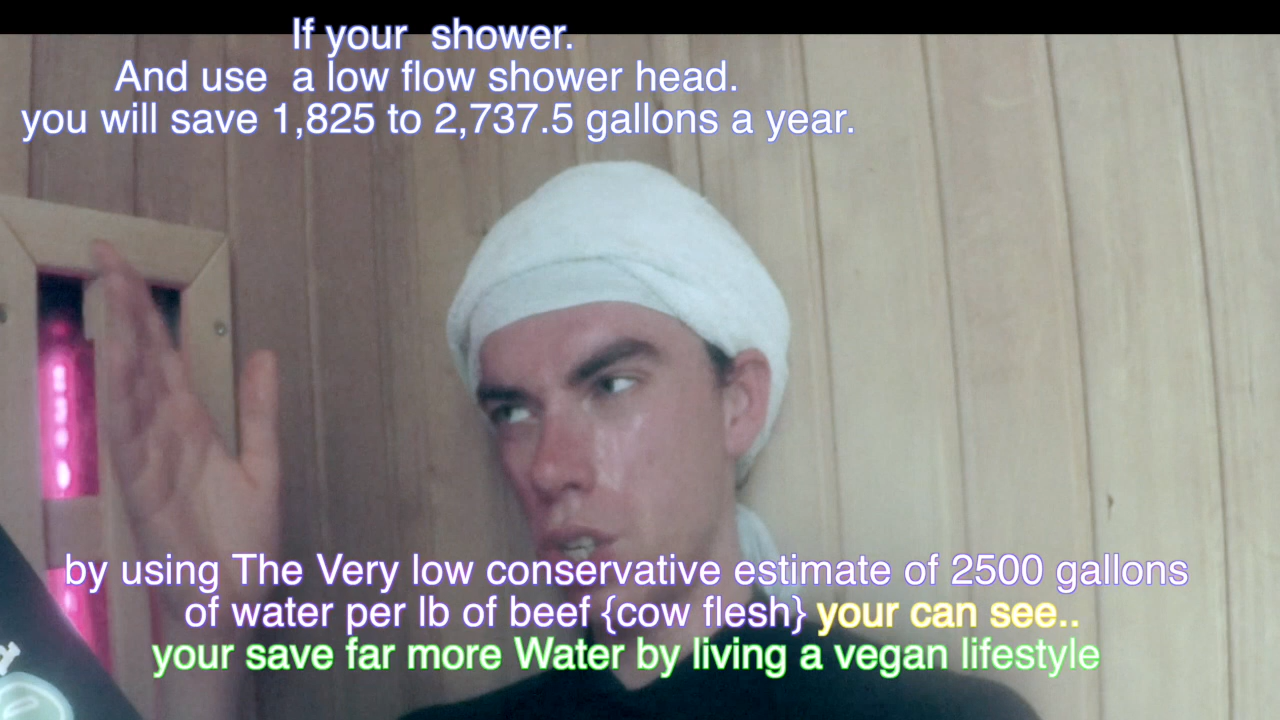 If your shower.
And use a low flow shower head.
you will save 1,825 to 2,737.5 gallons a year.
by using The Very low conservative estimate of 2500 gallons
of water per lb of beef {cow flesh} your can see..
your save far more Water by living a vegan lifestyle